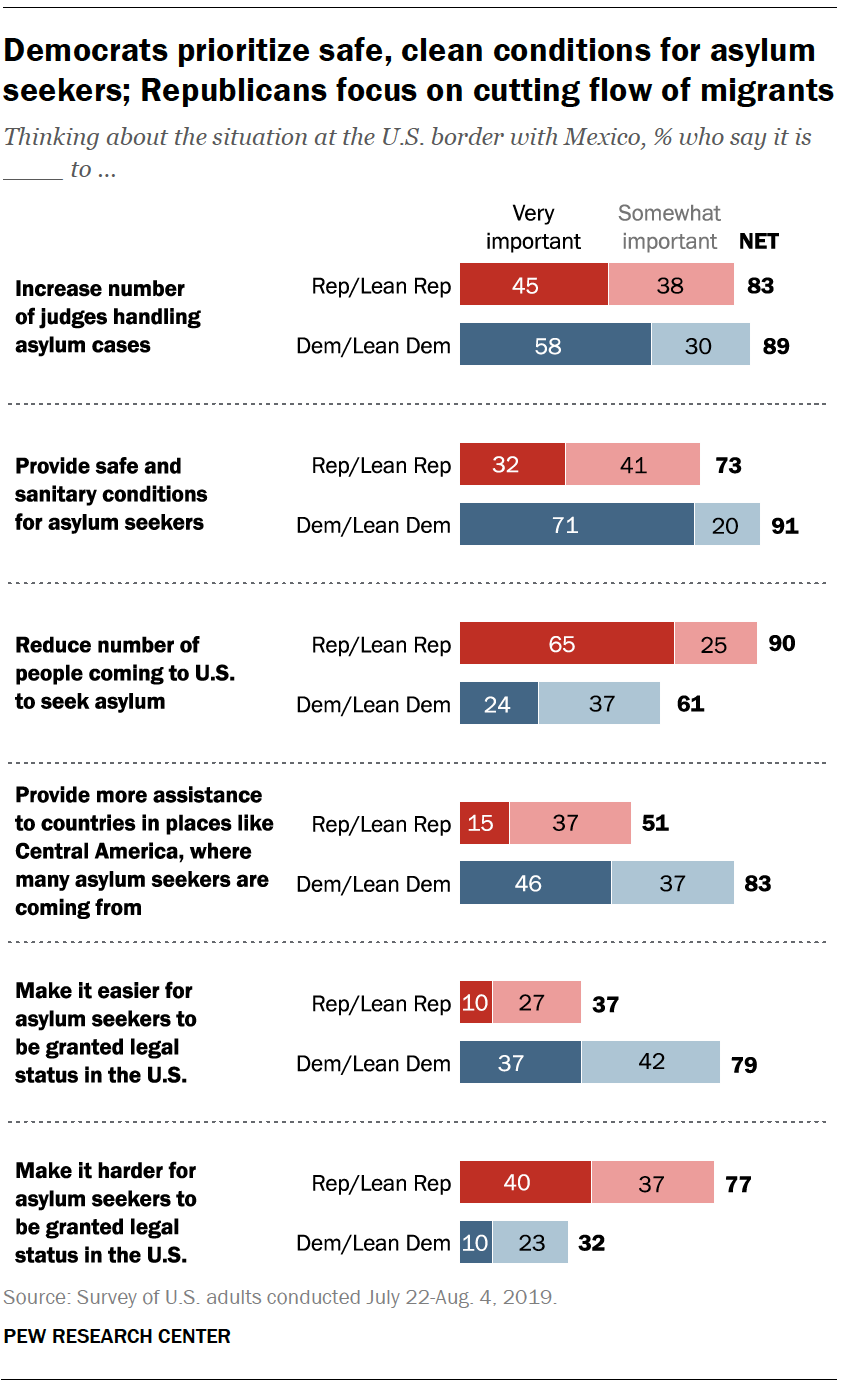 Democrats prioritize safe, clean conditions for asylum
seekers; Republicans focus on cutting flow of migrants
Thinking about the situation at the U.S. border with Mexico, % who say it is
____ to ...
Very important
Somewhat important
NET
Increase number
of judges handling
asylum cases
Rep/Lean Rep 45 38 83
Dem/Lean Dem 58 30 89
Provide safe and
sanitary conditions
for asylum seekers
Rep/Lean Rep 32 41 73
Dem/Lean Dem 71 20 91
Reduce number of
people coming to U.S.
to seek asylum
Rep/Lean Rep 65 25 90
Dem/Lean Dem 24 37 61
Provide more assistance
to countries in places like
Central America, where
many asylum seekers are
coming from
Rep/Lean Rep 15 37 51
Dem/Lean Dem 46 37 83
Make it easier for
asylum seekers to
be granted legal
status in the U.S.
Rep/Lean Rep 10 27 37
Dem/Lean Dem 37 42 79
Make it harder for
asylum seekers to
be granted legal
status in the U.S.
Rep/Lean Rep 40 37 77
Dem/Lean Dem 10 23 32
Source: Survey of U.S. adults conducted July 22-Aug. 4, 2019.
PEW RESEARCH CENTER